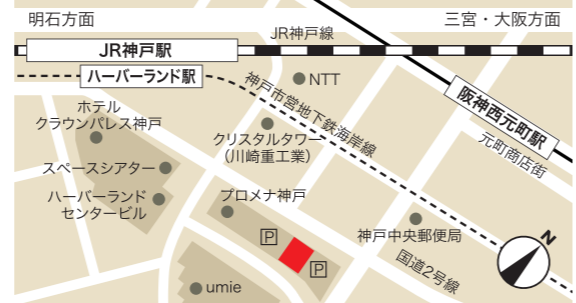 明石方面
三宮・大阪方面
JR神戸線
JR神戸駅
ハーバーランド駅
NTT
神戸市営地下鉄海岸線
阪神西元町駅
元町商店街
ホテル
クラウンパレス神戸
クリスタルタワー
（川崎重工業）
スペースシアター
ハーバーランド
センタービル
プロメナ神戸
神戸中央郵便局
国道2号線
P
P
N
umie